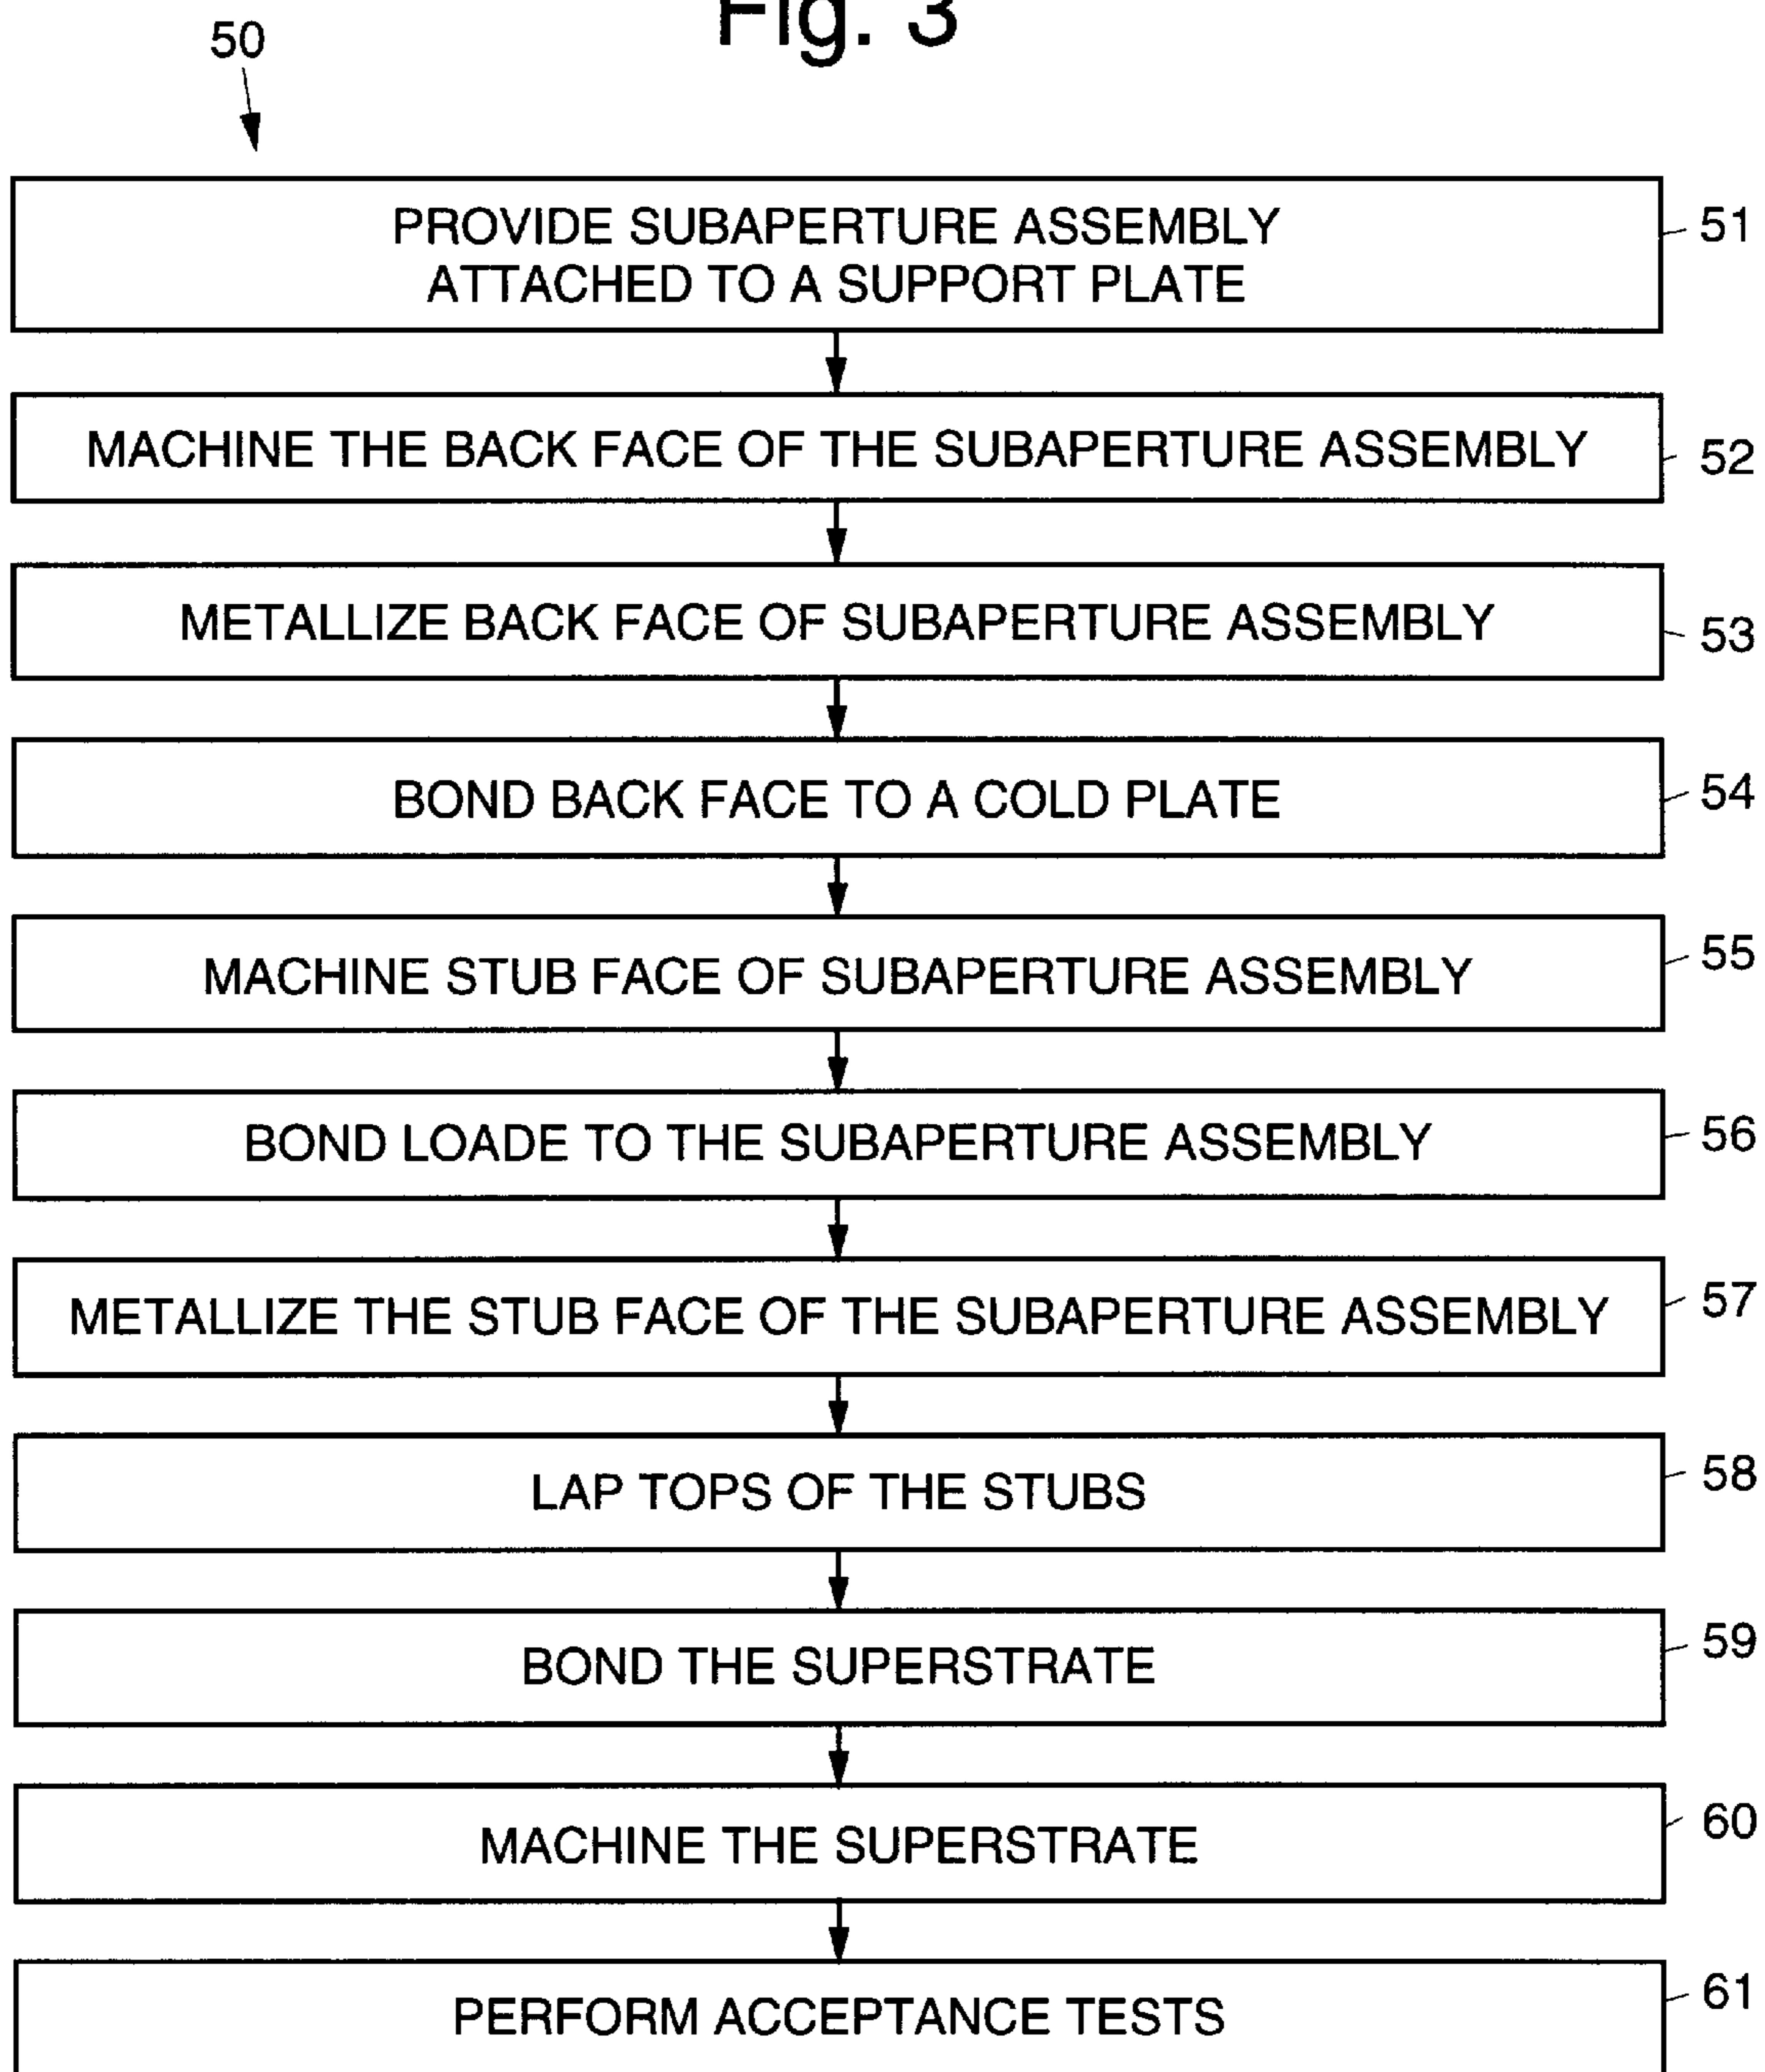 Fig. 3
50
PROVIDE SUBAPERTURE ASSEMBLY
ATTACHED TO A SUPPORT PLATE
51
MACHINE THE BACK FACE OF THE SUBAPERTURE ASSEMBLY
52
METALLIZE BACK FACE OF SUBAPERTURE ASSEMBLY
53
BOND BACK FACE TO A COLD PLATE
54
MACHINE STUB FACE OF SUBAPERTURE ASSEMBLY
55
BOND LOADE TO THE SUBAPERTURE ASSEMBLY
56
METALLIZE THE STUB FACE OF THE SUBAPERTURE ASSEMBLY
57
LAP TOPS OF THE STUBS
58
BOND THE SUPERSTRATE
59
MACHINE THE SUPERSTRATE
60
PERFORM ACCEPTANCE TESTS
61